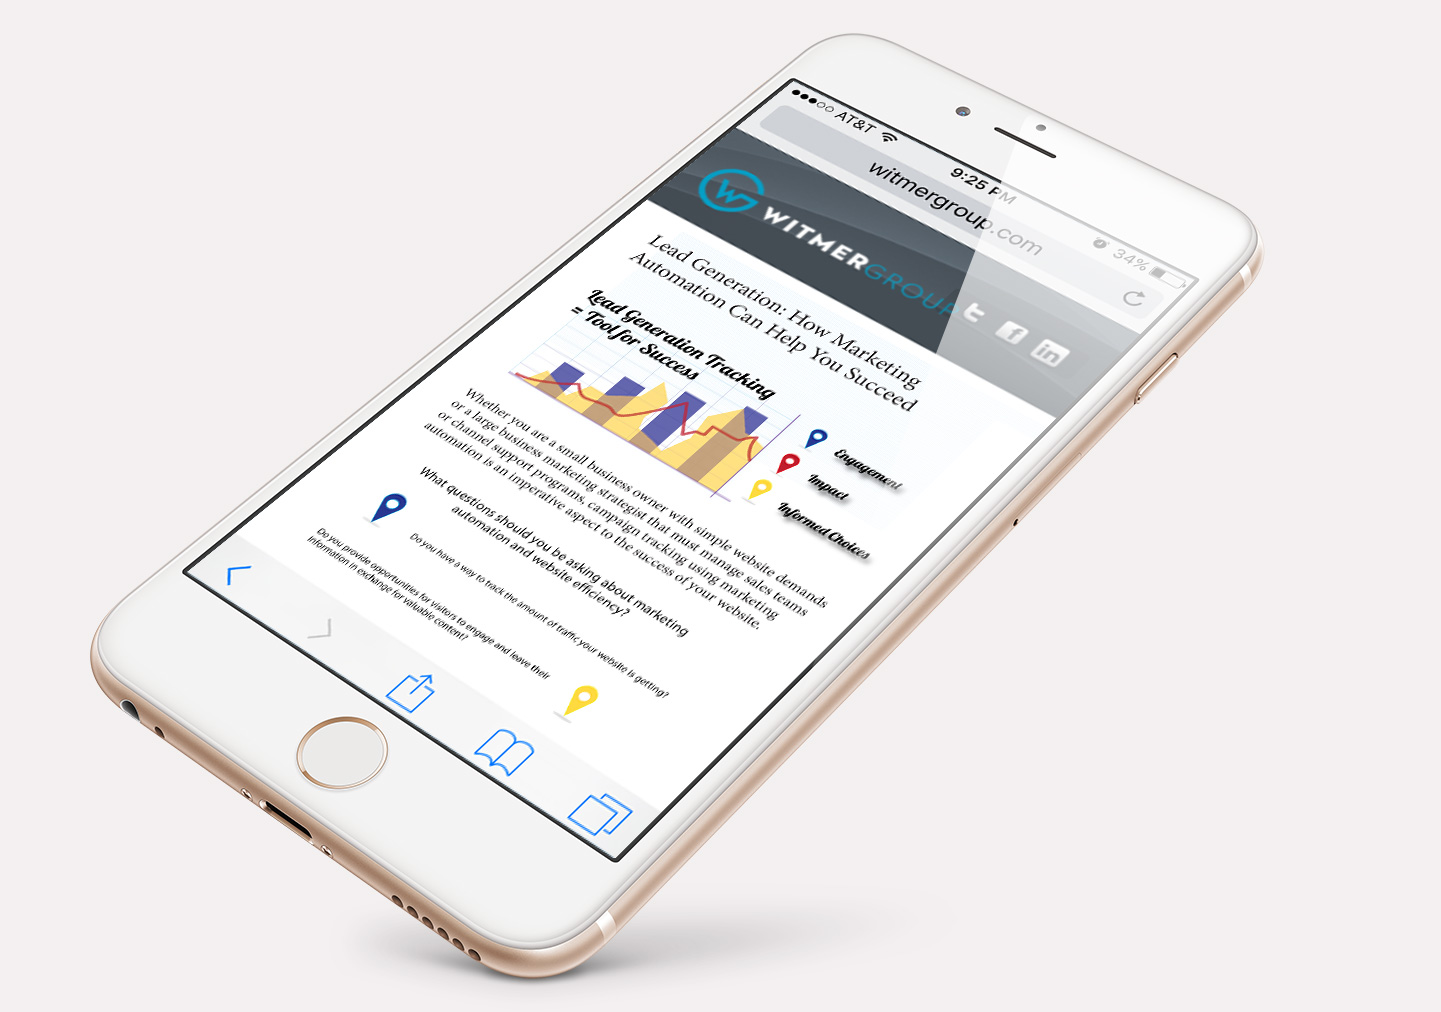 AT&T
9:25 PM
34%
witmergroup.com
WITMERGROUP
Lead Generation: How Marketing
Automation Can Help You Succeed
Lead Generation Tracking
= Tool for Success
Engagement
Impact
Informed Choices
Whether you are a small business owner with simple website demands
or a large business marketing strategist that must manage sales teams
or channel support programs, campaign tracking using marketing
automation is an imperative aspect to the success of your website.
What questions should you be asking about marketing
automation and website efficiency?
Do you have a way to track the amount of traffic your website is getting?
Do you provide opportunities for visitors to engage and leave their
information in exchange for valuable content?